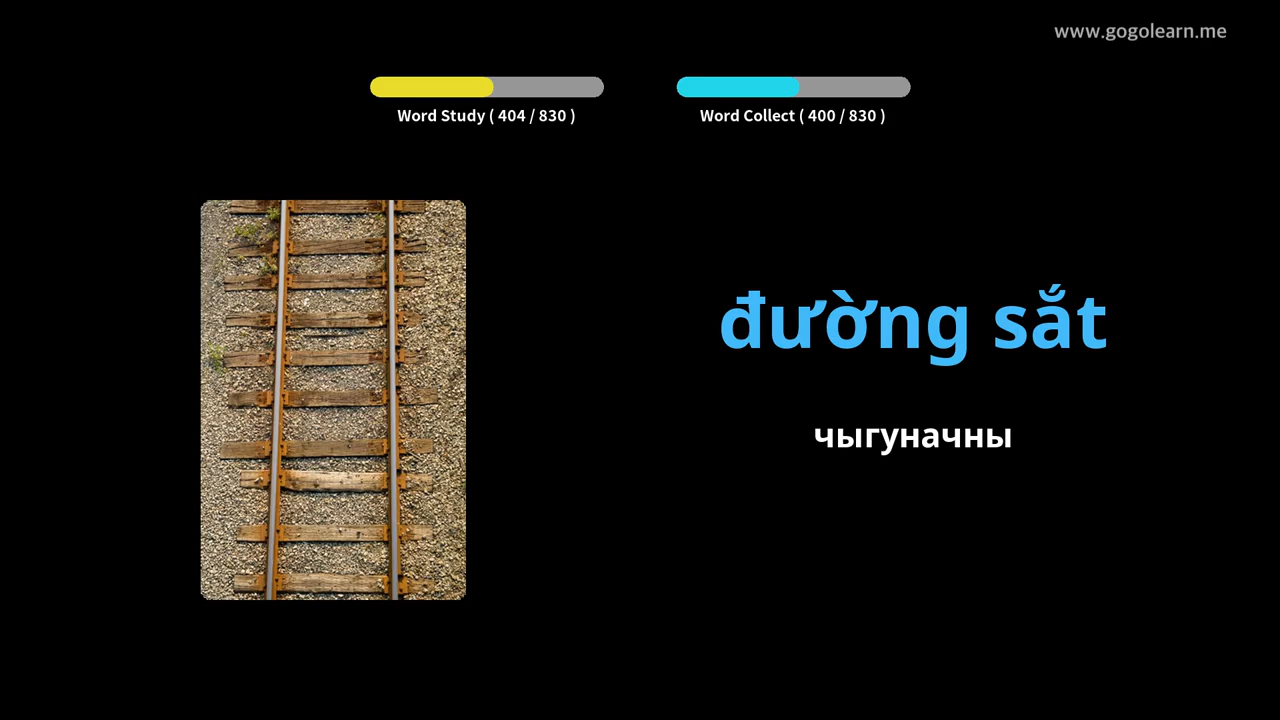 www.gogolearn.me
Word Study ( 404 / 830 )
Word Collect ( 400 / 830 )
đường sắt
чыгуначны